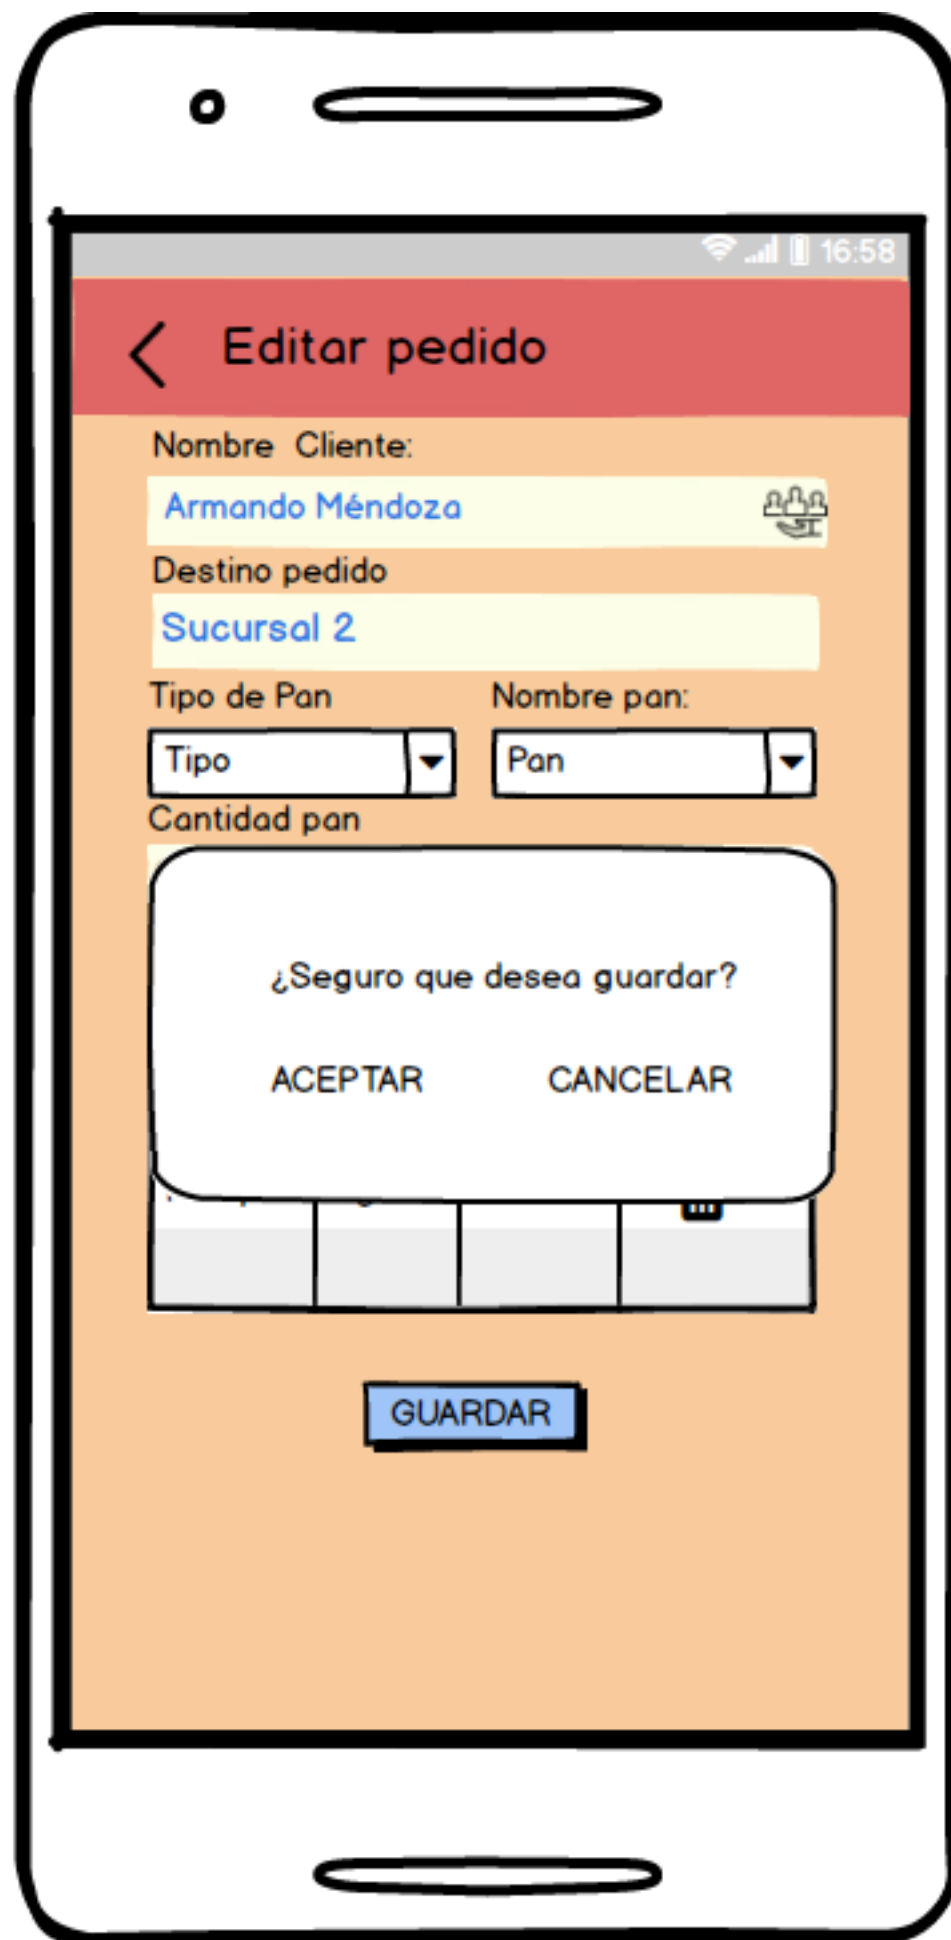 16:58
Editar pedido
Nombre Cliente:
Armando Méndoza
Destino pedido
Sucursal 2
Tipo de Pan Nombre pan:
Tipo Pan
Cantidad pan
¿Seguro que desea guardar?
ACEPTAR CANCELAR
GUARDAR